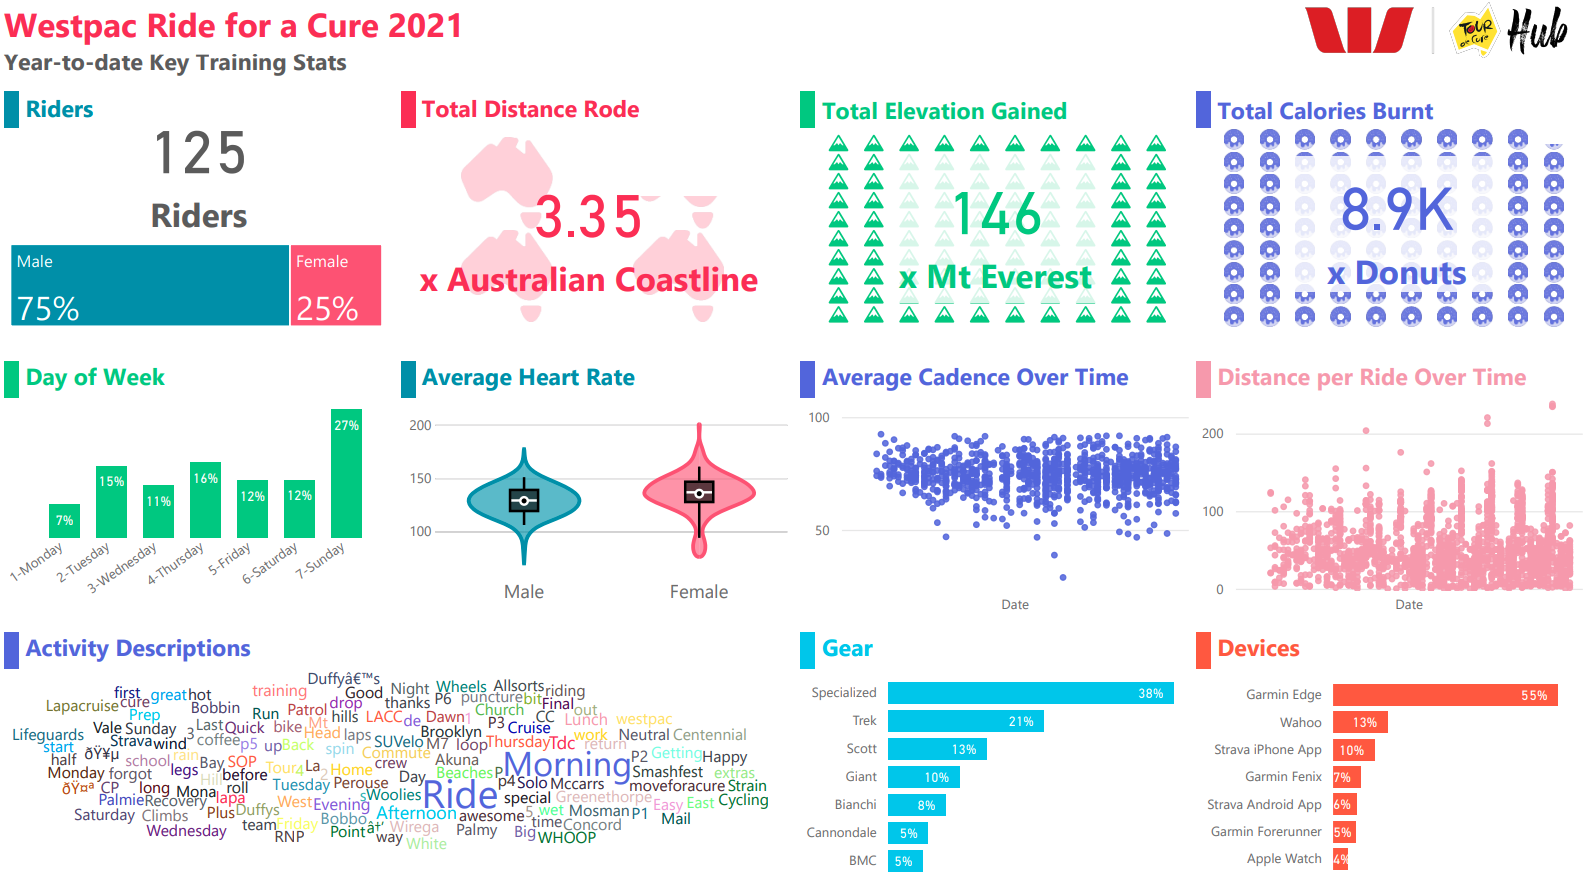 Westpac Ride for a Cure 2021
Year-to-date Key Training Stats
TOUR de Cure
Hub
Riders
125
Riders
Male
75%
Female
25%
Total Distance Rode
3.35
x Australian Coastline
Total Elevation Gained
146
x Mt Everest
Total Calories Burnt
8.9K
x Donuts
Day of Week
7%
15%
11%
16%
12%
12%
27%
1-Monday
2-Tuesday
3-Wednesday
4-Thursday
5-Friday
6-Saturday
7-Sunday
Average Heart Rate
200
150
100
Male
Female
Average Cadence Over Time
100
50
Date
Distance per Ride Over Time
200
100
0
Date
Activity Descriptions
Duffyâ€™s
first great hot training Good Night Wheels Allsorts riding
Lapacruise cure Bobbin Patrol drop thanks P6 puncture bit Final
Prep Run hills LACC de Dawn 1 Church CC out
Lifeguards Vale Sunday Last Quick bike Mt Head laps Brooklyn P3 Cruise Lunch westpac
start Strava wind 3 coffee p5 up Back spin SUVelo M7 loop Thursday Tdc work return Neutral Centennial
half ðŸ¥µ school rain Bay SOP Commute Akuna P2 Getting Happy
Monday forgot legs Hill before Tour 4 La 2 Home crew Day Beaches P Morning Smashfest extras
ðŸ¤ª CP long Mona roll Tuesday Perouse p4 Solo Mccarrs moveforacure Strain
Palmie Recovery lapa West Evening s Woolies Ride special Greenethorpe Easy East Cycling
Saturday Climbs Plus Duffys Bobbo Afternoon awesome 5 wet Mosman P1 Mail
Wednesday team Friday Point â†‘ Wirega Palmy Big time Concord
RNP way White WHOOP
Gear
Specialized 38%
Trek 21%
Scott 13%
Giant 10%
Bianchi 8%
Cannondale 5%
BMC 5%
Devices
Garmin Edge 55%
Wahoo 13%
Strava iPhone App 10%
Garmin Fenix 7%
Strava Android App 6%
Garmin Forerunner 5%
Apple Watch 4%